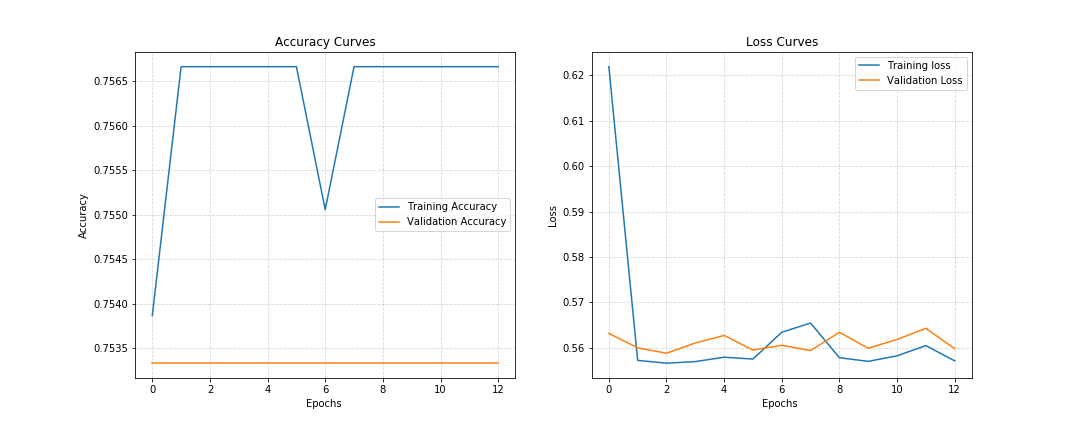 Accuracy Curves
0.7565
0.7560
0.7555
0.7550
0.7545
0.7540
0.7535
Accuracy
Training Accuracy
Validation Accuracy
0 2 4 6 8 10 12
Epochs
Loss Curves
0.62
0.61
0.60
0.59
0.58
0.57
0.56
Loss
Training loss
Validation Loss
0 2 4 6 8 10 12
Epochs